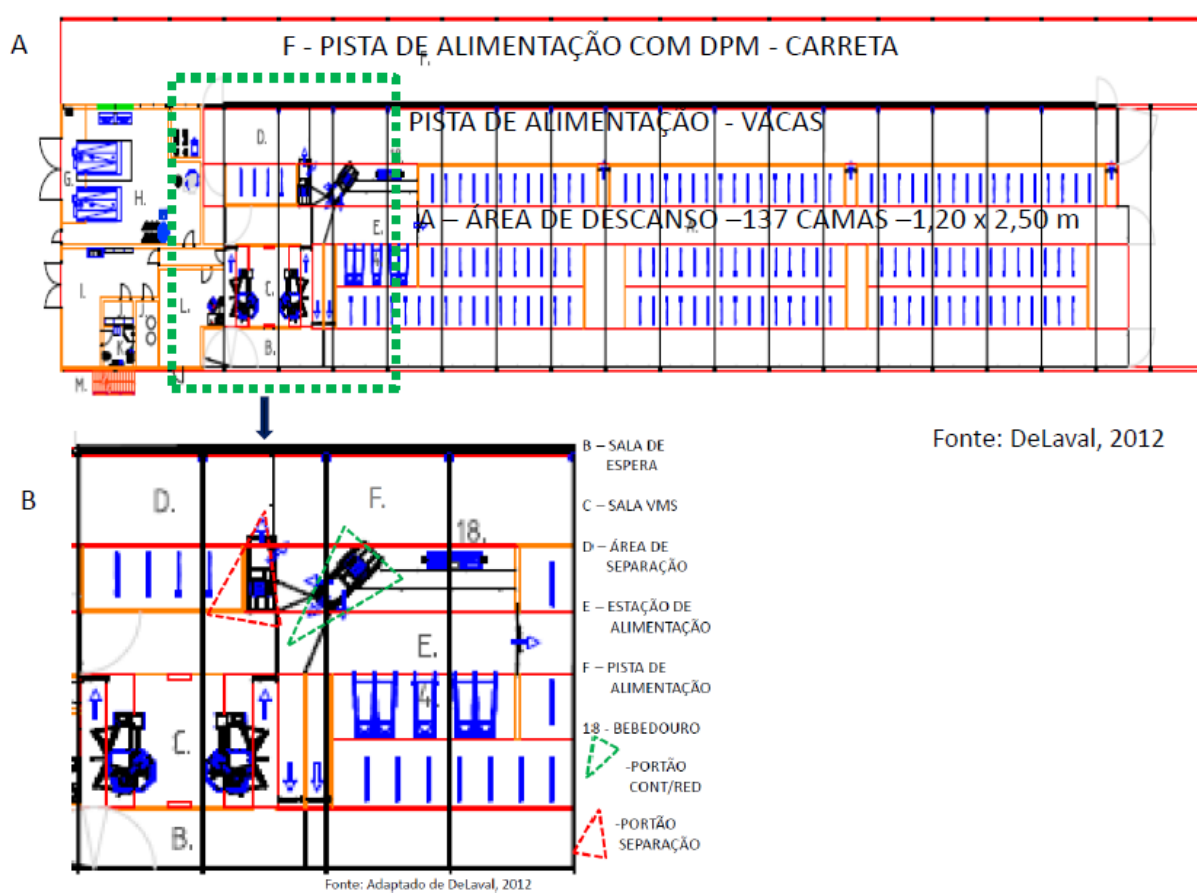 A
F - PISTA DE ALIMENTAÇÃO COM DPM - CARRETA
F.
D.
PISTA DE ALIMENTAÇÃO - VACAS
G.
H.
A – ÁREA DE DESCANSO –137 CAMAS –1,20 x 2,50 m
E.
C.
I.
J.
L.
B.
K.
M.
Fonte: DeLaval, 2012
B
D.
F.
18.
E.
4.
C.
B.
B – SALA DE
ESPERA
C – SALA VMS
D – ÁREA DE
SEPARAÇÃO
E – ESTAÇÃO DE
ALIMENTAÇÃO
F – PISTA DE
ALIMENTAÇÃO
18 - BEBEDOURO
-PORTÃO
CONT/RED
-PORTÃO
SEPARAÇÃO
Fonte: Adaptado de DeLaval, 2012